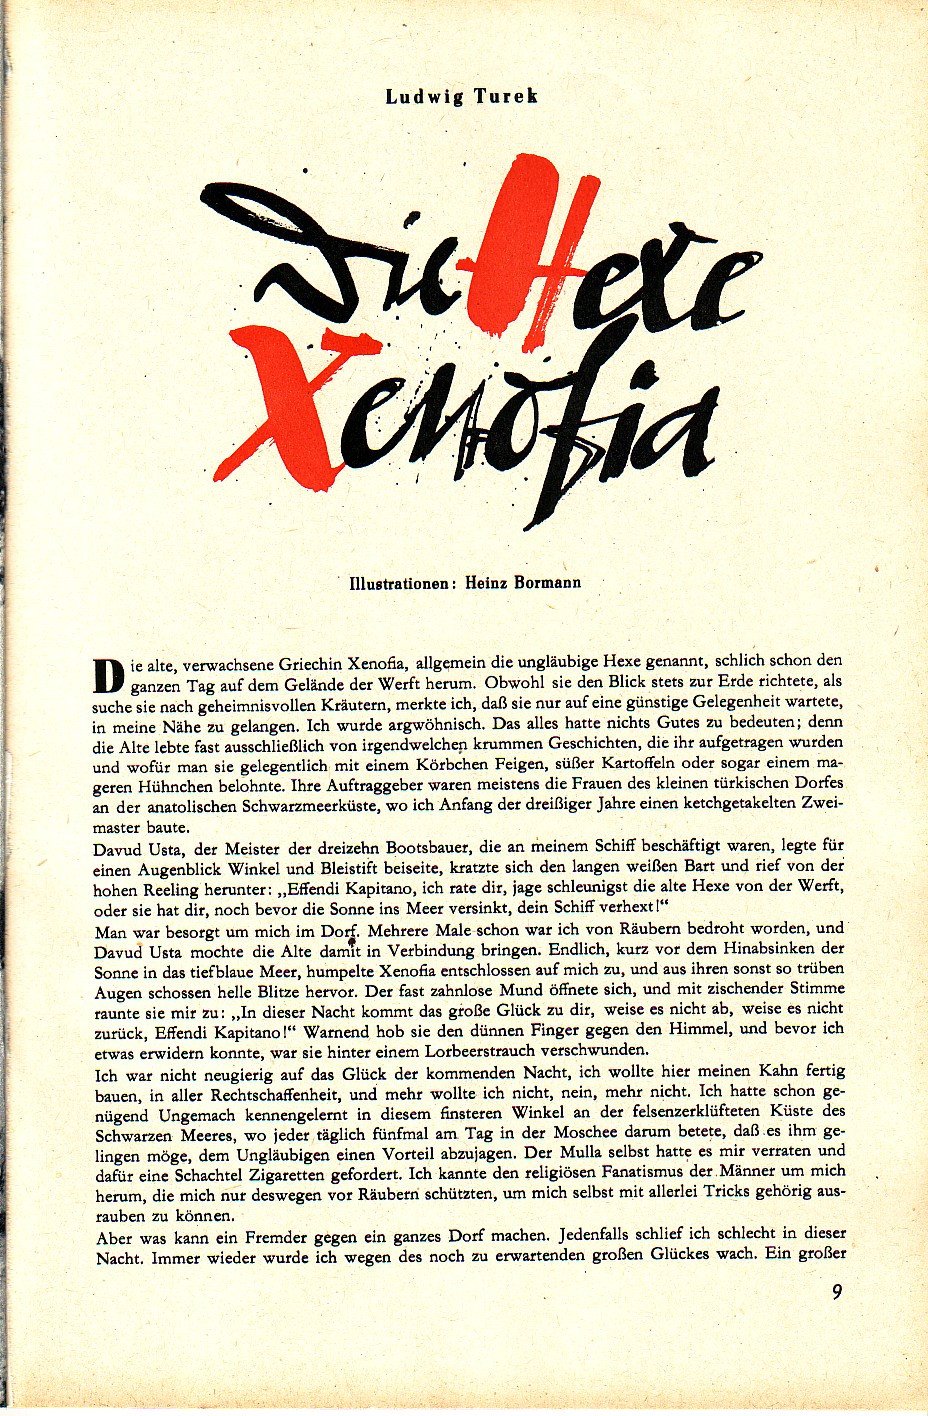 Ludwig Turek
Die Hexe
Xenofia
Illustrationen: Heinz Bormann
Die alte, verwachsene Griechin Xenofia, allgemein die ungläubige Hexe genannt, schlich schon den
ganzen Tag auf dem Gelände der Werft herum. Obwohl sie den Blick stets zur Erde richtete, als
suche sie nach geheimnisvollen Kräutern, merkte ich, daß sie nur auf eine günstige Gelegenheit wartete,
in meine Nähe zu gelangen. Ich wurde argwöhnisch. Das alles hatte nichts Gutes zu bedeuten; denn
die Alte lebte fast ausschließlich von irgendwelchen krummen Geschichten, die ihr aufgetragen wurden
und wofür man sie gelegentlich mit einem Körbchen Feigen, süßer Kartoffeln oder sogar einem ma-
geren Hühnchen belohnte. Ihre Auftraggeber waren meistens die Frauen des kleinen türkischen Dorfes
an der anatolischen Schwarzmeerküste, wo ich Anfang der dreißiger Jahre einen ketchgetakelten Zwei-
master baute.
Davud Usta, der Meister der dreizehn Bootsbauer, die an meinem Schiff beschäftigt waren, legte für
einen Augenblick Winkel und Bleistift beiseite, kratzte sich den langen weißen Bart und rief von der
hohen Reeling herunter: „Effendi Kapitano, ich rate dir, jage schleunigst die alte Hexe von der Werft,
oder sie hat dir, noch bevor die Sonne ins Meer versinkt, dein Schiff verhext!“
Man war besorgt um mich im Dorf. Mehrere Male schon war ich von Räubern bedroht worden, und
Davud Usta mochte die Alte damit in Verbindung bringen. Endlich, kurz vor dem Hinabsinken der
Sonne in das tiefblaue Meer, humpelte Xenofia entschlossen auf mich zu, und aus ihren sonst so trüben
Augen schossen helle Blitze hervor. Der fast zahnlose Mund öffnete sich, und mit zischender Stimme
raunte sie mir zu: „In dieser Nacht kommt das große Glück zu dir, weise es nicht ab, weise es nicht
zurück, Effendi Kapitano!“ Warnend hob sie den dünnen Finger gegen den Himmel, und bevor ich
etwas erwidern konnte, war sie hinter einem Lorbeerstrauch verschwunden.
Ich war nicht neugierig auf das Glück der kommenden Nacht, ich wollte hier meinen Kahn fertig
bauen, in aller Rechtschaffenheit, und mehr wollte ich nicht, nein, mehr nicht. Ich hatte schon ge-
nügend Ungemach kennengelernt in diesem finsteren Winkel an der felsenzerklüfteten Küste des
Schwarzen Meeres, wo jeder täglich fünfmal am Tag in der Moschee darum betete, daß es ihm ge-
lingen möge, dem Ungläubigen einen Vorteil abzujagen. Der Mulla selbst hatte es mir verraten und
dafür eine Schachtel Zigaretten gefordert. Ich kannte den religiösen Fanatismus der Männer um mich
herum, die mich nur deswegen vor Räubern schützten, um mich selbst mit allerlei Tricks gehörig aus-
rauben zu können.
Aber was kann ein Fremder gegen ein ganzes Dorf machen. Jedenfalls schlief ich schlecht in dieser
Nacht. Immer wieder wurde ich wegen des noch zu erwartenden großen Glückes wach. Ein großer
9